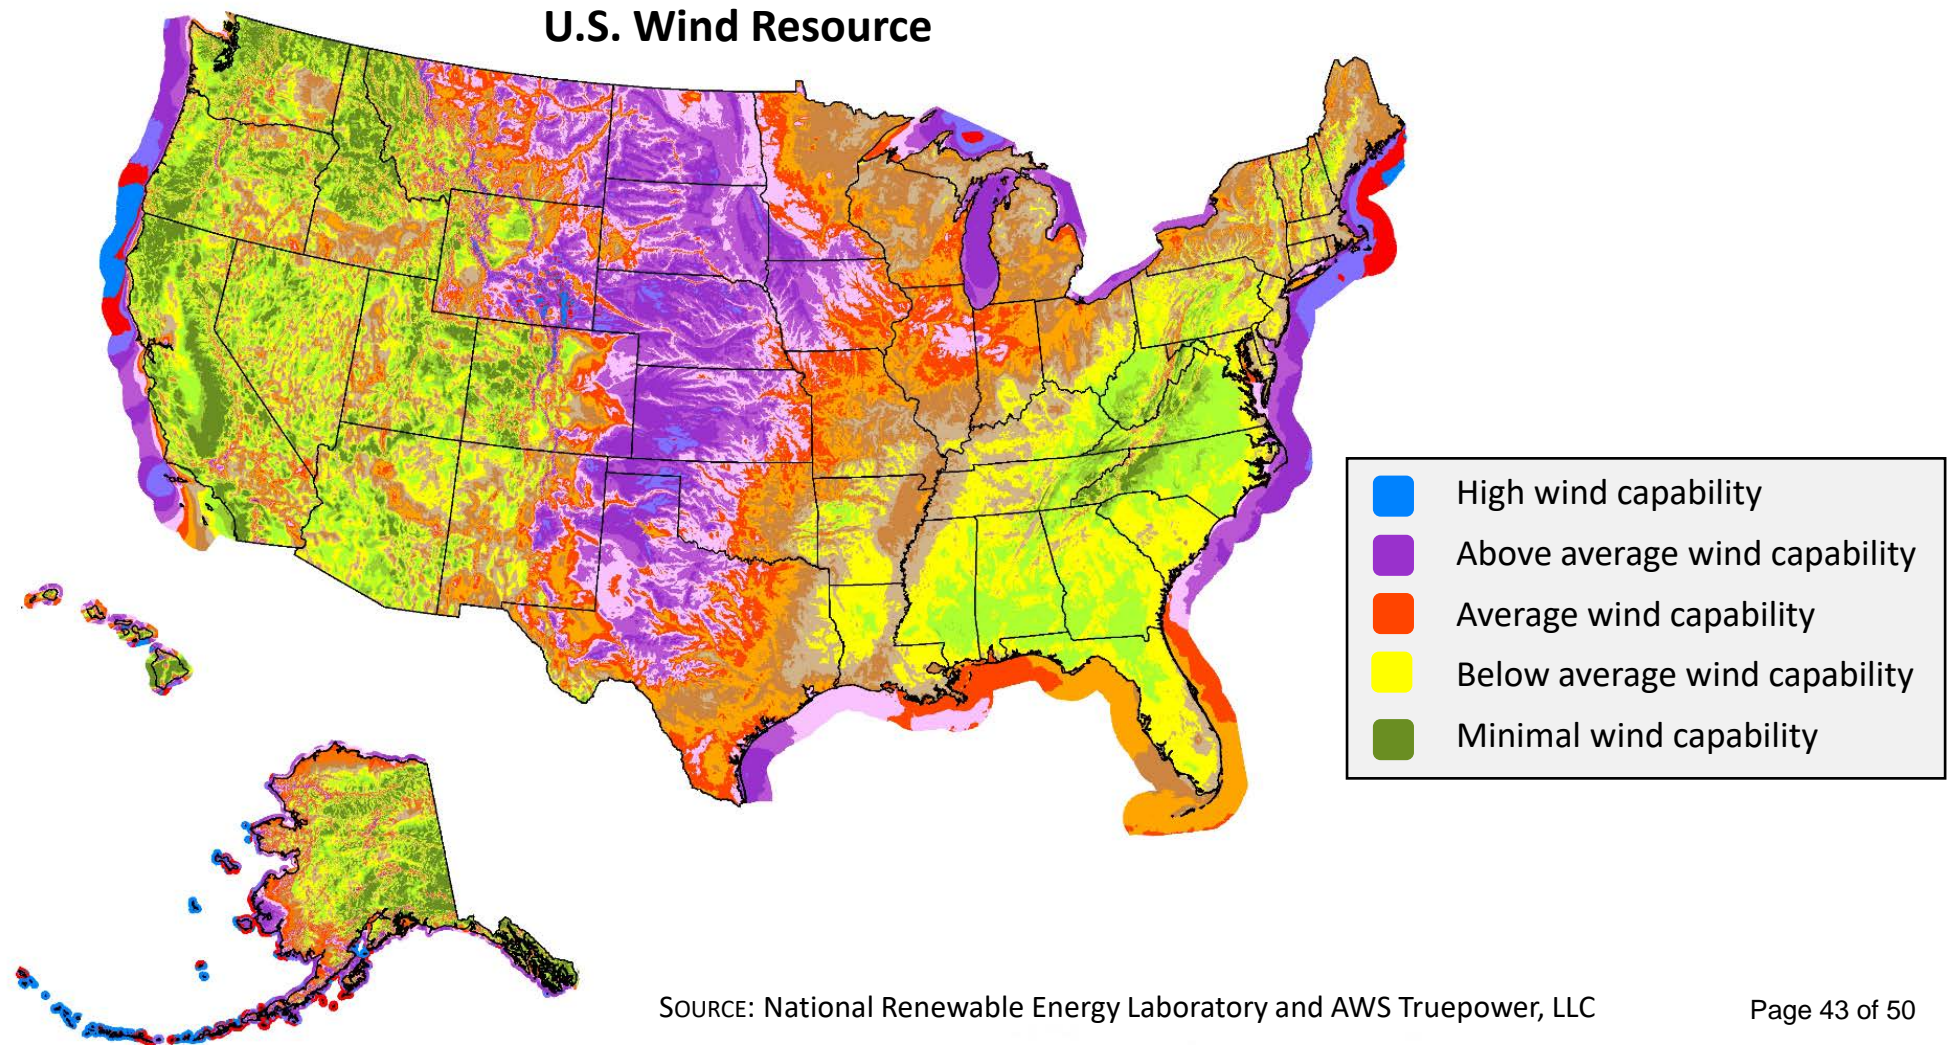 U.S. Wind Resource
High wind capability
Above average wind capability
Average wind capability
Below average wind capability
Minimal wind capability
SOURCE: National Renewable Energy Laboratory and AWS Truepower, LLC
Page 43 of 50